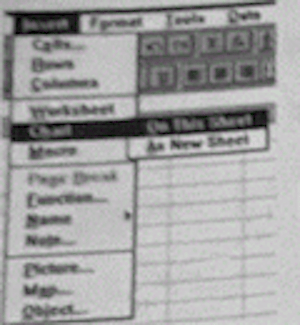 Insert Format Tools Data
Cells...
Rows
Columns
Worksheet
Chart
On This Sheet
Macro
As New Sheet
Page Break
Function...
Name
Note...
Picture...
Map...
Object...